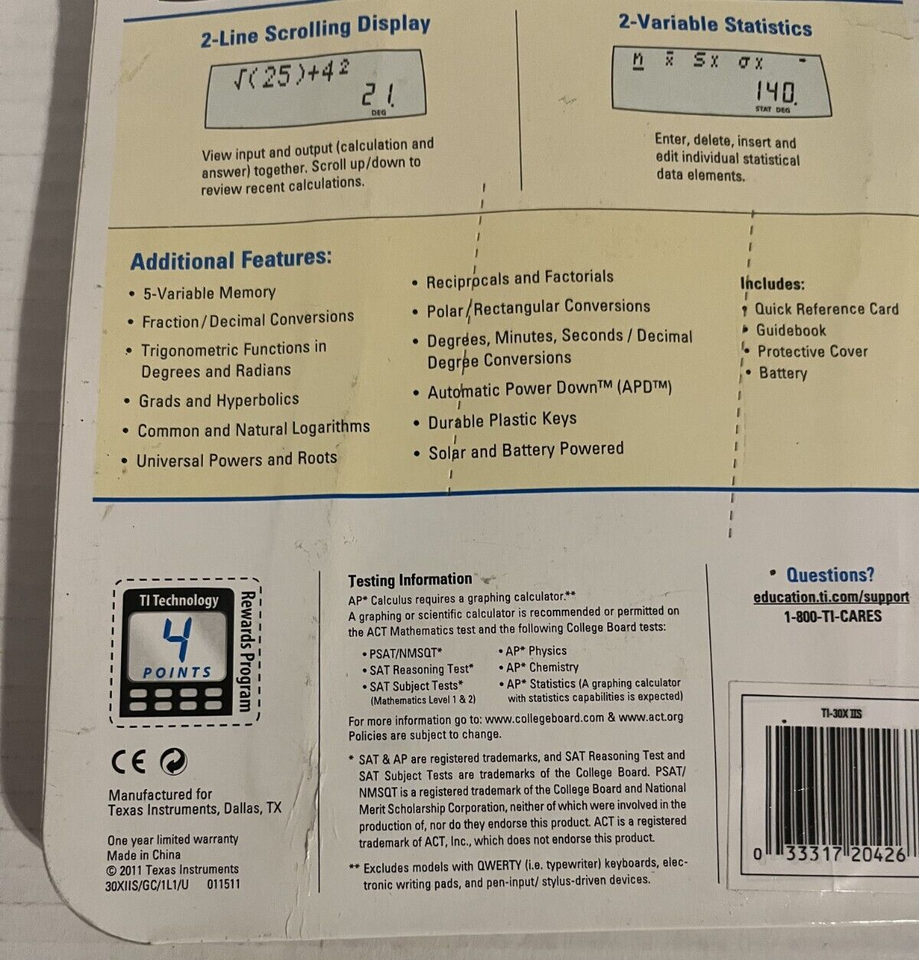 2-Line Scrolling Display
√(25)+4²
21.
DEG
View input and output (calculation and
answer) together. Scroll up/down to
review recent calculations.
2-Variable Statistics
n x̄ Sx σx
140.
STAT DEG
Enter, delete, insert and
edit individual statistical
data elements.
Additional Features:
• 5-Variable Memory
• Fraction/Decimal Conversions
• Trigonometric Functions in
Degrees and Radians
• Grads and Hyperbolics
• Common and Natural Logarithms
• Universal Powers and Roots
• Reciprocals and Factorials
• Polar/Rectangular Conversions
• Degrees, Minutes, Seconds / Decimal
Degree Conversions
• Automatic Power Down™ (APD™)
• Durable Plastic Keys
• Solar and Battery Powered
Includes:
• Quick Reference Card
• Guidebook
• Protective Cover
• Battery
TI Technology
4
POINTS
Rewards Program
CE
Manufactured for
Texas Instruments, Dallas, TX
One year limited warranty
Made in China
© 2011 Texas Instruments
30XIIS/GC/1L1/U 011511
Testing Information
AP* Calculus requires a graphing calculator.**
A graphing or scientific calculator is recommended or permitted on
the ACT Mathematics test and the following College Board tests:
• PSAT/NMSQT*
• SAT Reasoning Test*
• SAT Subject Tests*
(Mathematics Level 1 & 2)
• AP* Physics
• AP* Chemistry
• AP* Statistics (A graphing calculator
with statistics capabilities is expected)
For more information go to: www.collegeboard.com & www.act.org
Policies are subject to change.
* SAT & AP are registered trademarks, and SAT Reasoning Test and
SAT Subject Tests are trademarks of the College Board. PSAT/
NMSQT is a registered trademark of the College Board and National
Merit Scholarship Corporation, neither of which were involved in the
production of, nor do they endorse this product. ACT is a registered
trademark of ACT, Inc., which does not endorse this product.
** Excludes models with QWERTY (i.e. typewriter) keyboards, elec-
tronic writing pads, and pen-input/ stylus-driven devices.
Questions?
education.ti.com/support
1-800-TI-CARES
TI-30X IIS
0 33317 20426